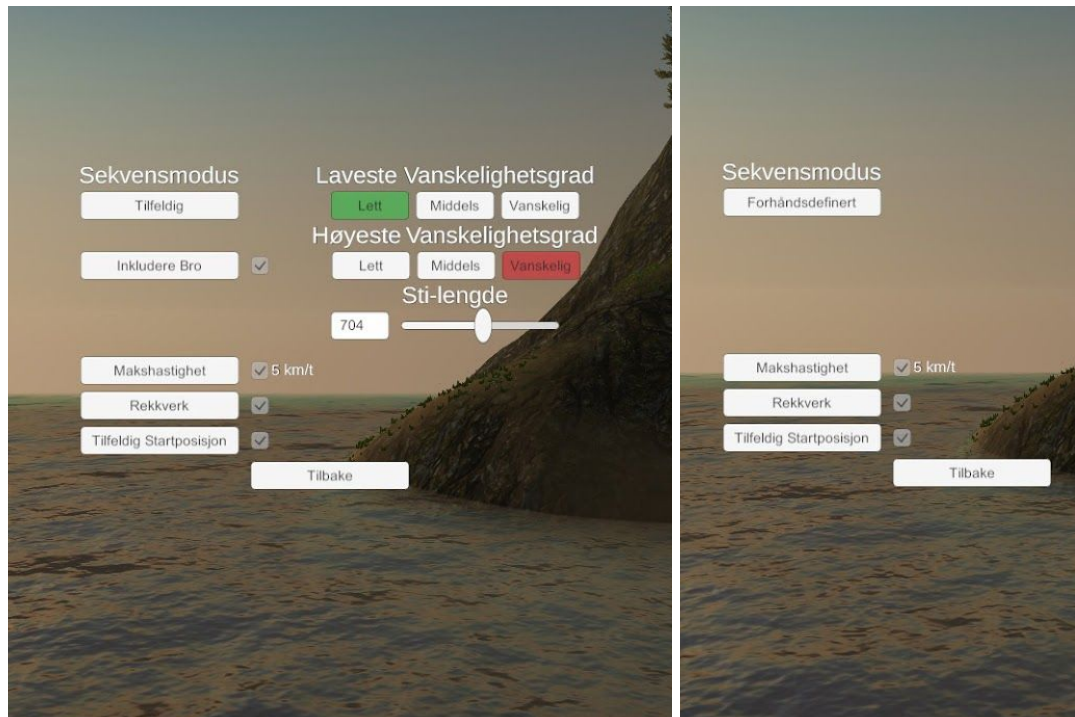 Sekvensmodus
Tilfeldig
Laveste Vanskelighetsgrad
Lett Middels Vanskelig
Høyeste Vanskelighetsgrad
Inkludere Bro
Lett Middels Vanskelig
Sti-lengde
704
Makshastighet 5 km/t
Rekkverk
Tilfeldig Startposisjon
Tilbake
Sekvensmodus
Forhåndsdefinert
Makshastighet 5 km/t
Rekkverk
Tilfeldig Startposisjon
Tilbake